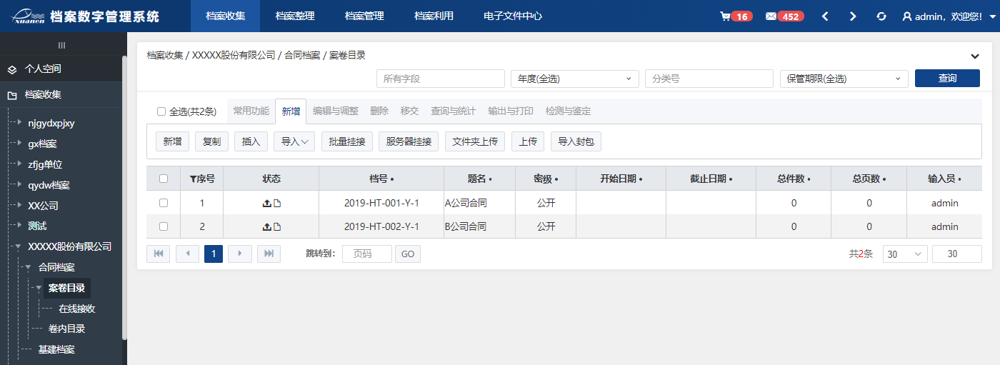 xuanen 档案数字管理系统 档案收集 档案整理 档案管理 档案利用 电子文件中心 16 452 admin，欢迎您！
个人空间
档案收集
njgydxpjxy
gx档案
zfjg单位
qydw档案
XX公司
测试
XXXXX股份有限公司
合同档案
案卷目录
在线接收
卷内目录
基建档案
档案收集 / XXXXX股份有限公司 / 合同档案 / 案卷目录
所有字段 年度(全选) 分类号 保管期限(全选) 查询
全选(共2条) 常用功能 新增 编辑与调整 删除 移交 查询与统计 输出与打印 检测与鉴定
新增 复制 插入 导入 批量挂接 服务器挂接 文件夹上传 上传 导入封包
序号 状态 档号 • 题名 • 密级 • 开始日期 • 截止日期 • 总件数 • 总页数 • 输入员 •
1 2019-HT-001-Y-1 A公司合同 公开 0 0 admin
2 2019-HT-002-Y-1 B公司合同 公开 0 0 admin
1 跳转到： 页码 GO 共2条 30 30